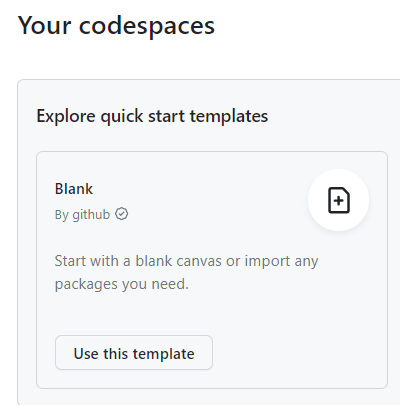 Your codespaces
Explore quick start templates
Blank
By github
Start with a blank canvas or import any
packages you need.
Use this template